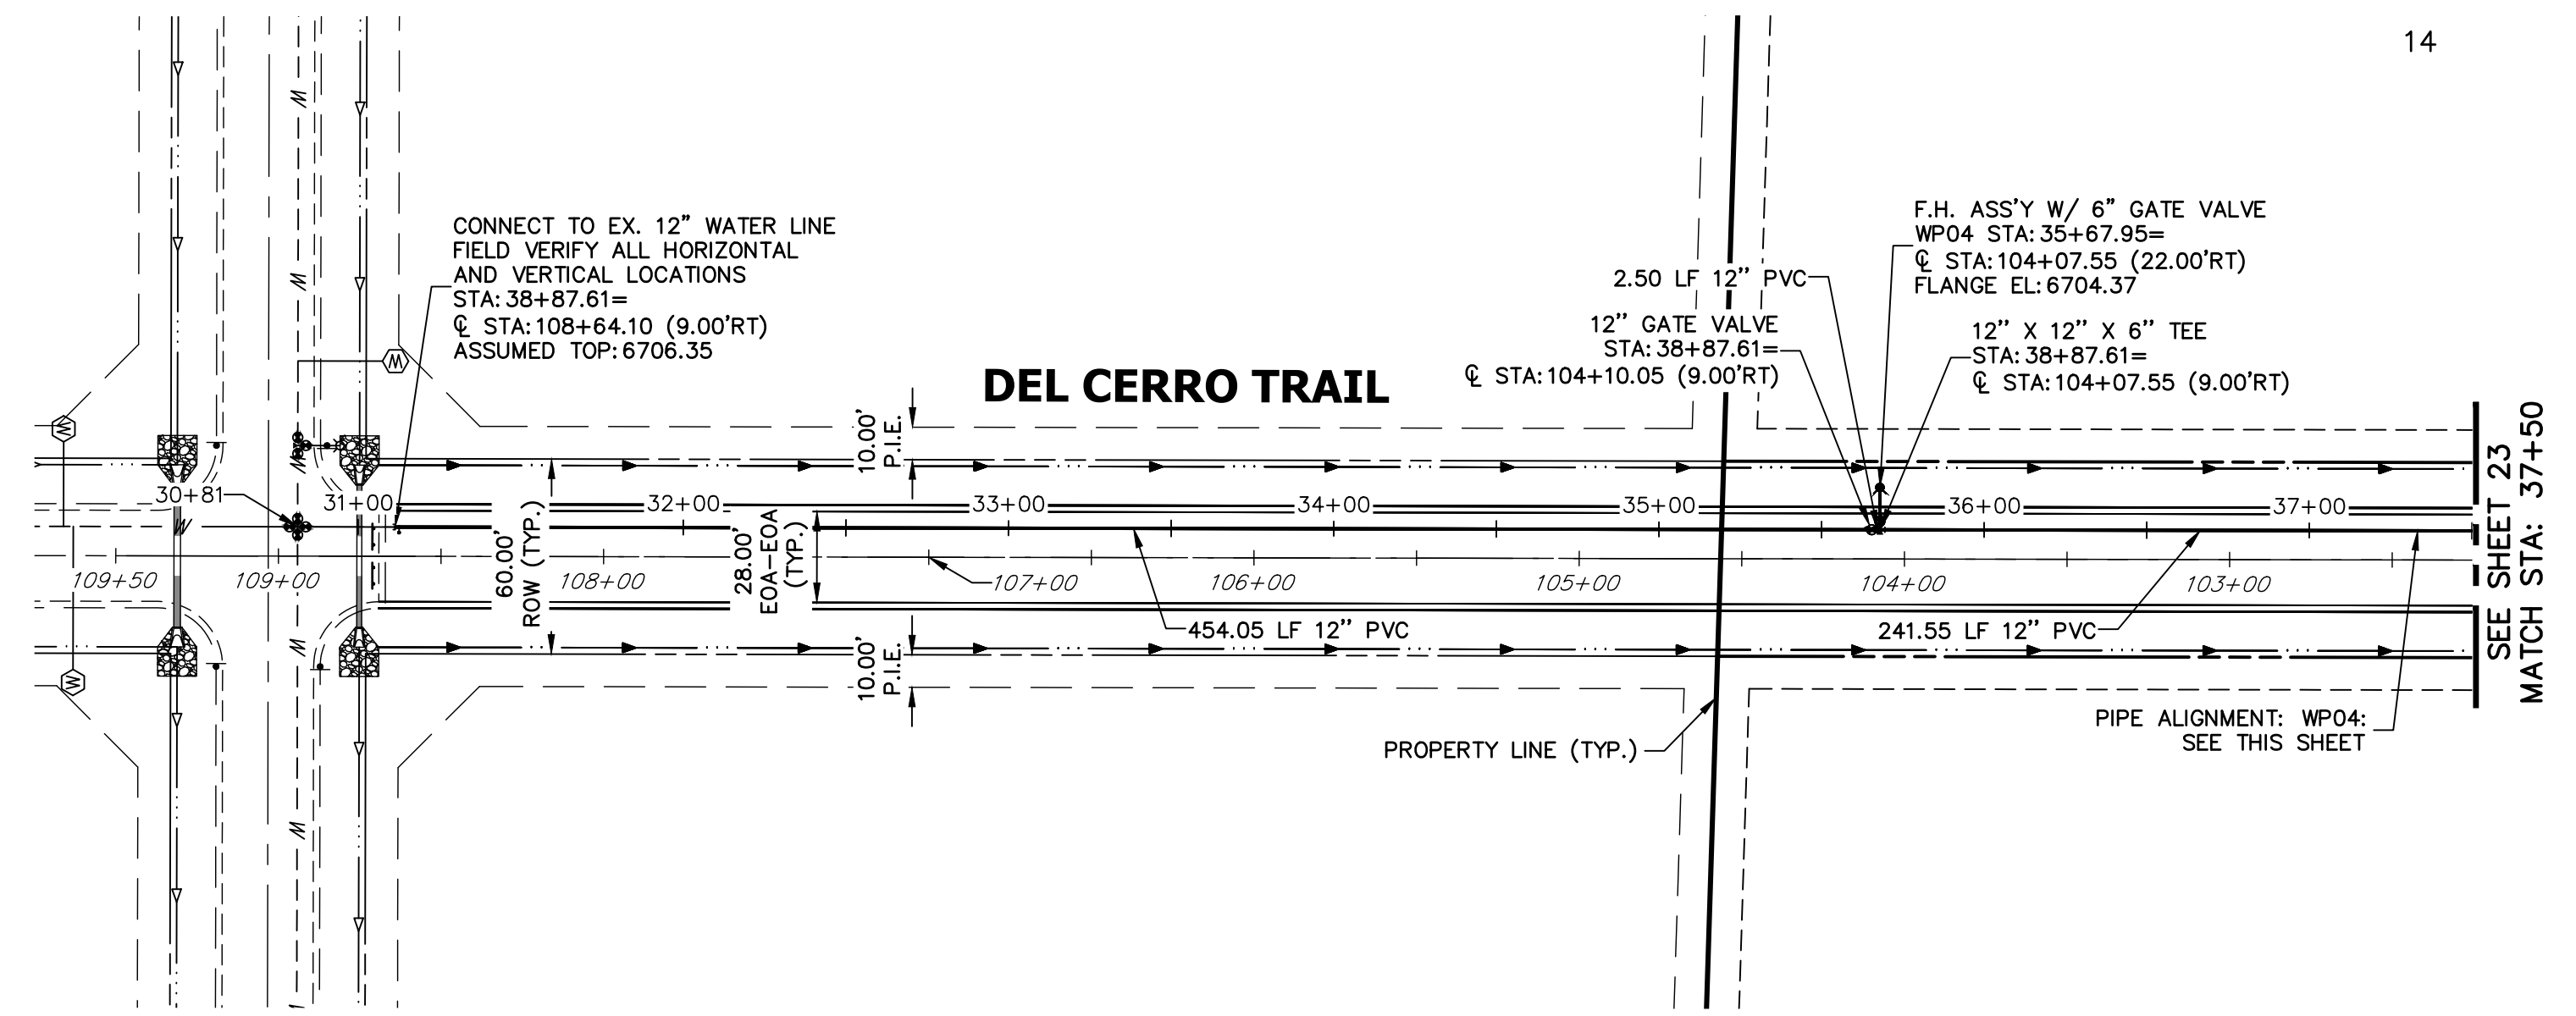 14
CONNECT TO EX. 12" WATER LINE
FIELD VERIFY ALL HORIZONTAL
AND VERTICAL LOCATIONS
STA: 38+87.61=
℄ STA: 108+64.10 (9.00'RT)
ASSUMED TOP: 6706.35
F.H. ASS'Y W/ 6" GATE VALVE
WP04 STA: 35+67.95=
℄ STA: 104+07.55 (22.00'RT)
FLANGE EL: 6704.37
2.50 LF 12" PVC
12" GATE VALVE
STA: 38+87.61=
℄ STA: 104+10.05 (9.00'RT)
12" X 12" X 6" TEE
STA: 38+87.61=
℄ STA: 104+07.55 (9.00'RT)
DEL CERRO TRAIL
10.00'
P.I.E.
W
W
W
W
W
W
W
W
W
W
30+81
31+00
32+00
33+00
34+00
35+00
36+00
37+00
60.00'
ROW (TYP.)
28.00'
EOA-EOA
(TYP.)
109+50
109+00
108+00
107+00
106+00
105+00
104+00
103+00
454.05 LF 12" PVC
241.55 LF 12" PVC
10.00'
P.I.E.
PROPERTY LINE (TYP.)
PIPE ALIGNMENT: WP04:
SEE THIS SHEET
SEE SHEET 23
MATCH STA: 37+50